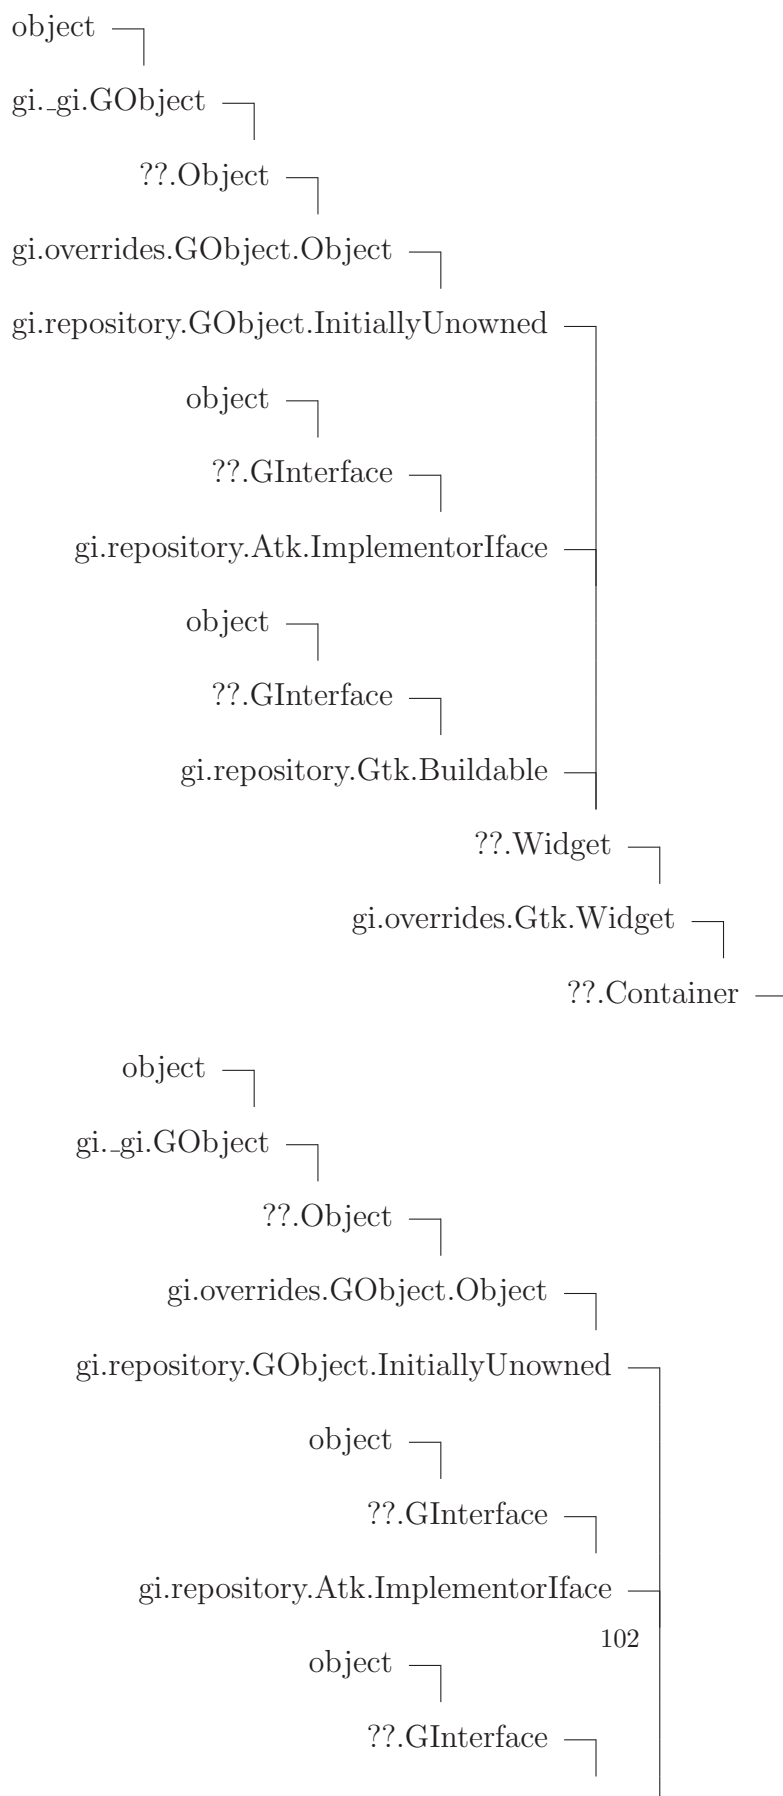 object
gi._gi.GObject
??.Object
gi.overrides.GObject.Object
gi.repository.GObject.InitiallyUnowned
object
??.GInterface
gi.repository.Atk.ImplementorIface
object
??.GInterface
gi.repository.Gtk.Buildable
??.Widget
gi.overrides.Gtk.Widget
??.Container
object
gi._gi.GObject
??.Object
gi.overrides.GObject.Object
gi.repository.GObject.InitiallyUnowned
object
??.GInterface
gi.repository.Atk.ImplementorIface
102
object
??.GInterface